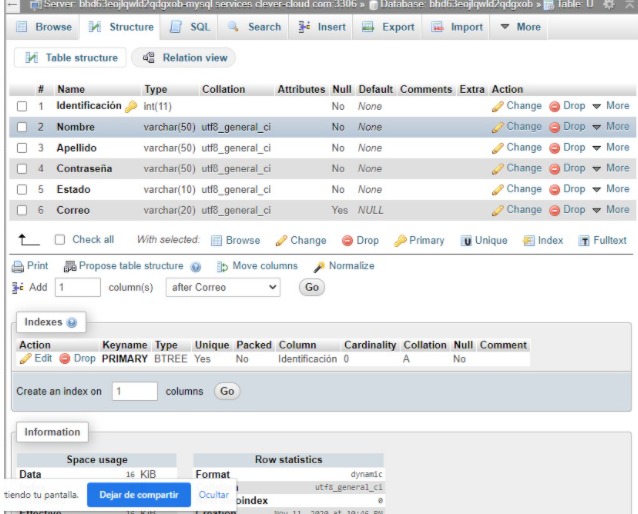 Server: bhd63eojlqwld2qdgxob-mysql.services.clever-cloud.com:3306 » Database: bhd63eojlqwld2qdgxob » Table: U
Browse Structure SQL Search Insert Export Import More
Table structure Relation view
# Name Type Collation Attributes Null Default Comments Extra Action
1 Identificación int(11) No None Change Drop More
2 Nombre varchar(50) utf8_general_ci No None Change Drop More
3 Apellido varchar(50) utf8_general_ci No None Change Drop More
4 Contraseña varchar(50) utf8_general_ci No None Change Drop More
5 Estado varchar(10) utf8_general_ci No None Change Drop More
6 Correo varchar(20) utf8_general_ci Yes NULL Change Drop More
Check all With selected: Browse Change Drop Primary Unique Index Fulltext
Print Propose table structure Move columns Normalize
Add 1 column(s) after Correo Go
Indexes
Action Keyname Type Unique Packed Column Cardinality Collation Null Comment
Edit Drop PRIMARY BTREE Yes No Identificación 0 A No
Create an index on 1 columns Go
Information
Space usage Row statistics
Data 16 KiB Format dynamic
tiendo tu pantalla. Dejar de compartir Ocultar utf8_general_ci
oindex 0
Effective 16 KiB Creation Nov 11, 2020 at 10:46 PM